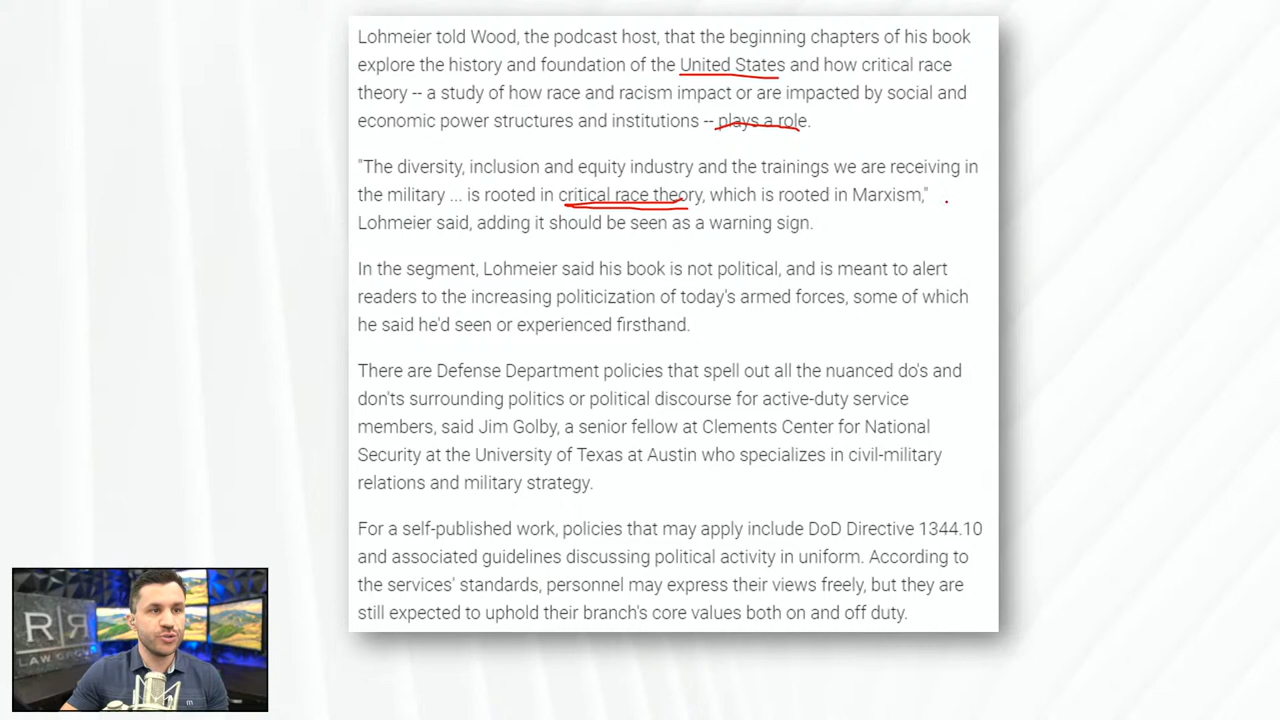 Lohmeier told Wood, the podcast host, that the beginning chapters of his book
explore the history and foundation of the United States and how critical race
theory -- a study of how race and racism impact or are impacted by social and
economic power structures and institutions -- plays a role.
"The diversity, inclusion and equity industry and the trainings we are receiving in
the military ... is rooted in critical race theory, which is rooted in Marxism,"
Lohmeier said, adding it should be seen as a warning sign.
In the segment, Lohmeier said his book is not political, and is meant to alert
readers to the increasing politicization of today's armed forces, some of which
he said he'd seen or experienced firsthand.
There are Defense Department policies that spell out all the nuanced do's and
don'ts surrounding politics or political discourse for active-duty service
members, said Jim Golby, a senior fellow at Clements Center for National
Security at the University of Texas at Austin who specializes in civil-military
relations and military strategy.
For a self-published work, policies that may apply include DoD Directive 1344.10
and associated guidelines discussing political activity in uniform. According to
the services' standards, personnel may express their views freely, but they are
still expected to uphold their branch's core values both on and off duty.
R|R
LAW GROUP